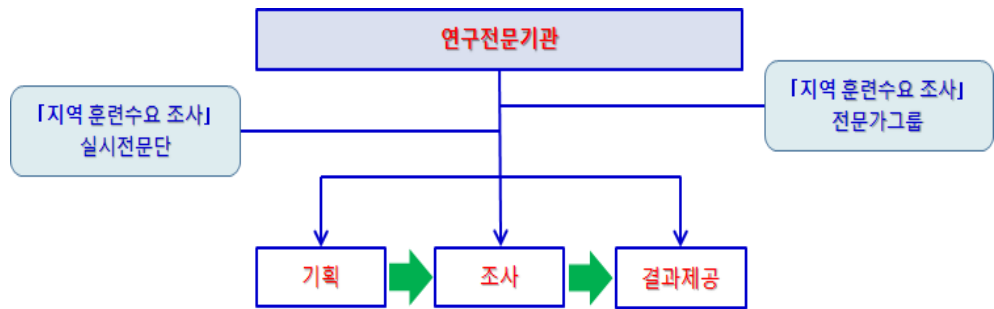 연구전문기관
「지역 훈련수요 조사」
실시전문단
「지역 훈련수요 조사」
전문가그룹
기획
조사
결과제공